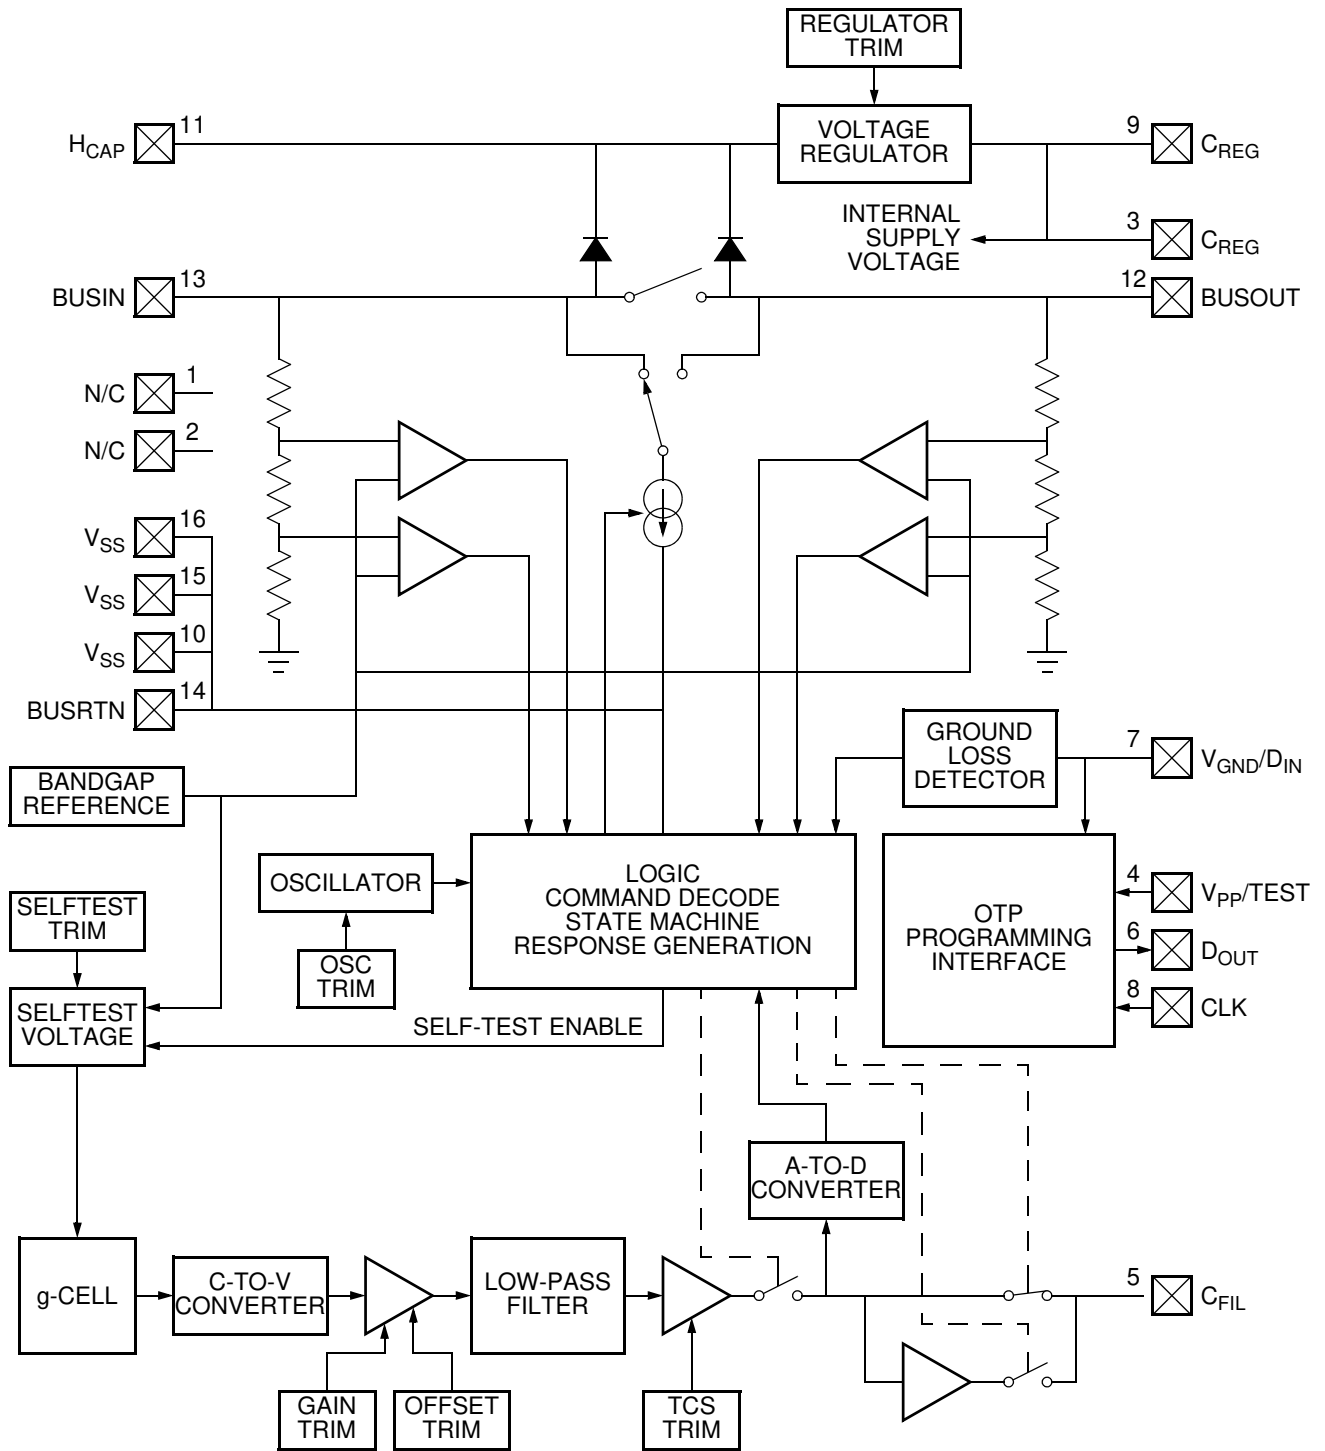 REGULATOR
TRIM
11
HCAP
VOLTAGE
REGULATOR
9
CREG
INTERNAL
SUPPLY
VOLTAGE
3
CREG
13
BUSIN
12
BUSOUT
1
N/C
2
N/C
16
VSS
15
VSS
10
VSS
14
BUSRTN
GROUND
LOSS
DETECTOR
7
VGND/DIN
BANDGAP
REFERENCE
OSCILLATOR
LOGIC
COMMAND DECODE
STATE MACHINE
RESPONSE GENERATION
OTP
PROGRAMMING
INTERFACE
4
VPP/TEST
6
DOUT
8
CLK
SELFTEST
TRIM
OSC
TRIM
SELFTEST
VOLTAGE
SELF-TEST ENABLE
A-TO-D
CONVERTER
g-CELL
C-TO-V
CONVERTER
LOW-PASS
FILTER
5
CFIL
GAIN
TRIM
OFFSET
TRIM
TCS
TRIM